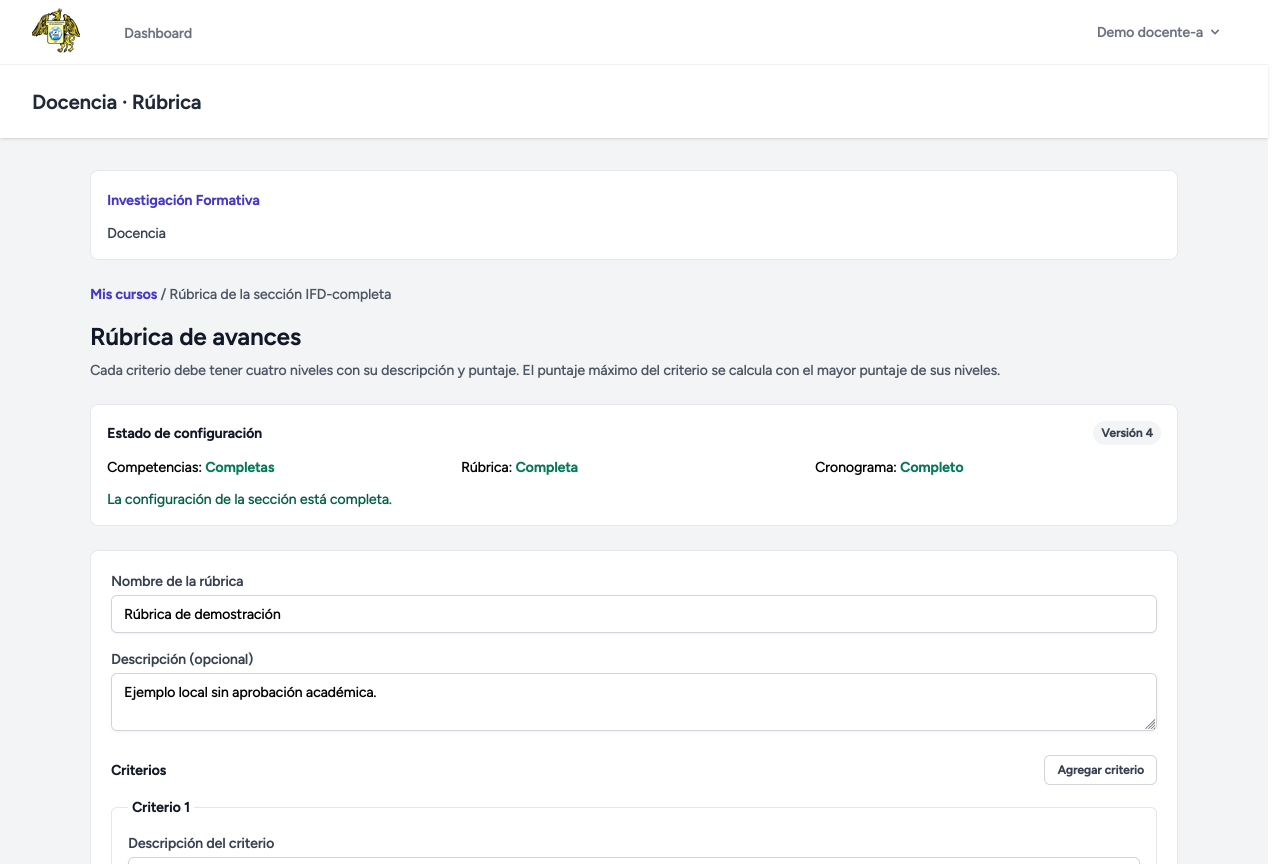 Dashboard
Demo docente-a
Docencia · Rúbrica
Investigación Formativa
Docencia
Mis cursos / Rúbrica de la sección IFD-completa
Rúbrica de avances
Cada criterio debe tener cuatro niveles con su descripción y puntaje. El puntaje máximo del criterio se calcula con el mayor puntaje de sus niveles.
Estado de configuración
Versión 4
Competencias: Completas
Rúbrica: Completa
Cronograma: Completo
La configuración de la sección está completa.
Nombre de la rúbrica
Rúbrica de demostración
Descripción (opcional)
Ejemplo local sin aprobación académica.
Criterios
Agregar criterio
Criterio 1
Descripción del criterio